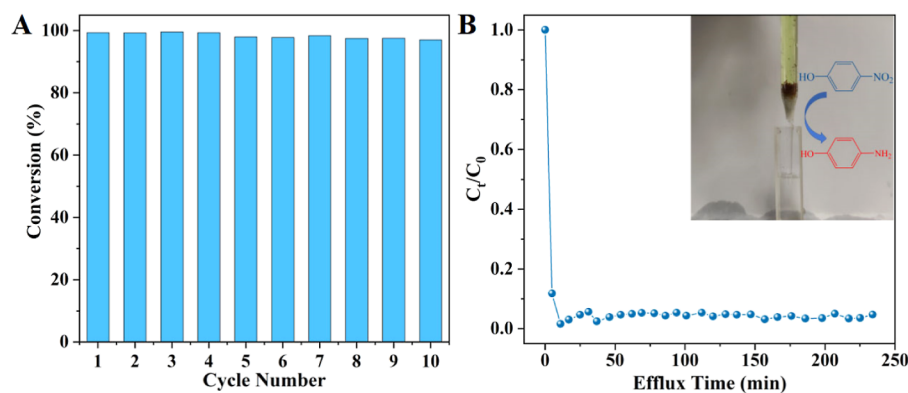 A
Conversion (%)
100
80
60
40
20
0
1 2 3 4 5 6 7 8 9 10
Cycle Number
B
Cₜ/C₀
1.0
0.8
0.6
0.4
0.2
0.0
0 50 100 150 200 250
Efflux Time (min)
HO NO₂
HO NH₂